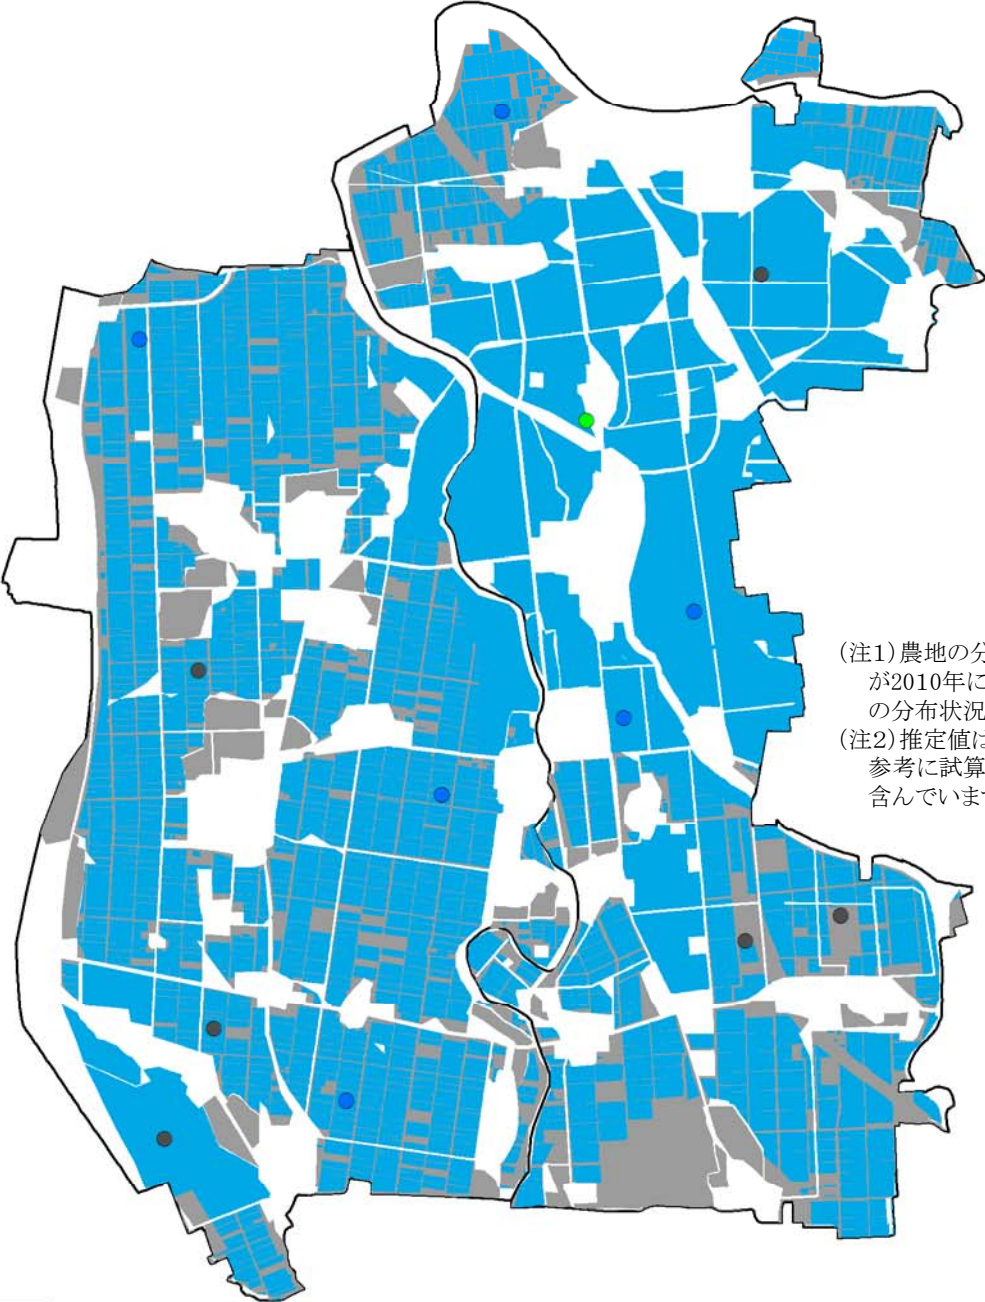 （注1）農地の分
が2010年に
の分布状況
（注2）推定値は
参考に試算
含んでいます